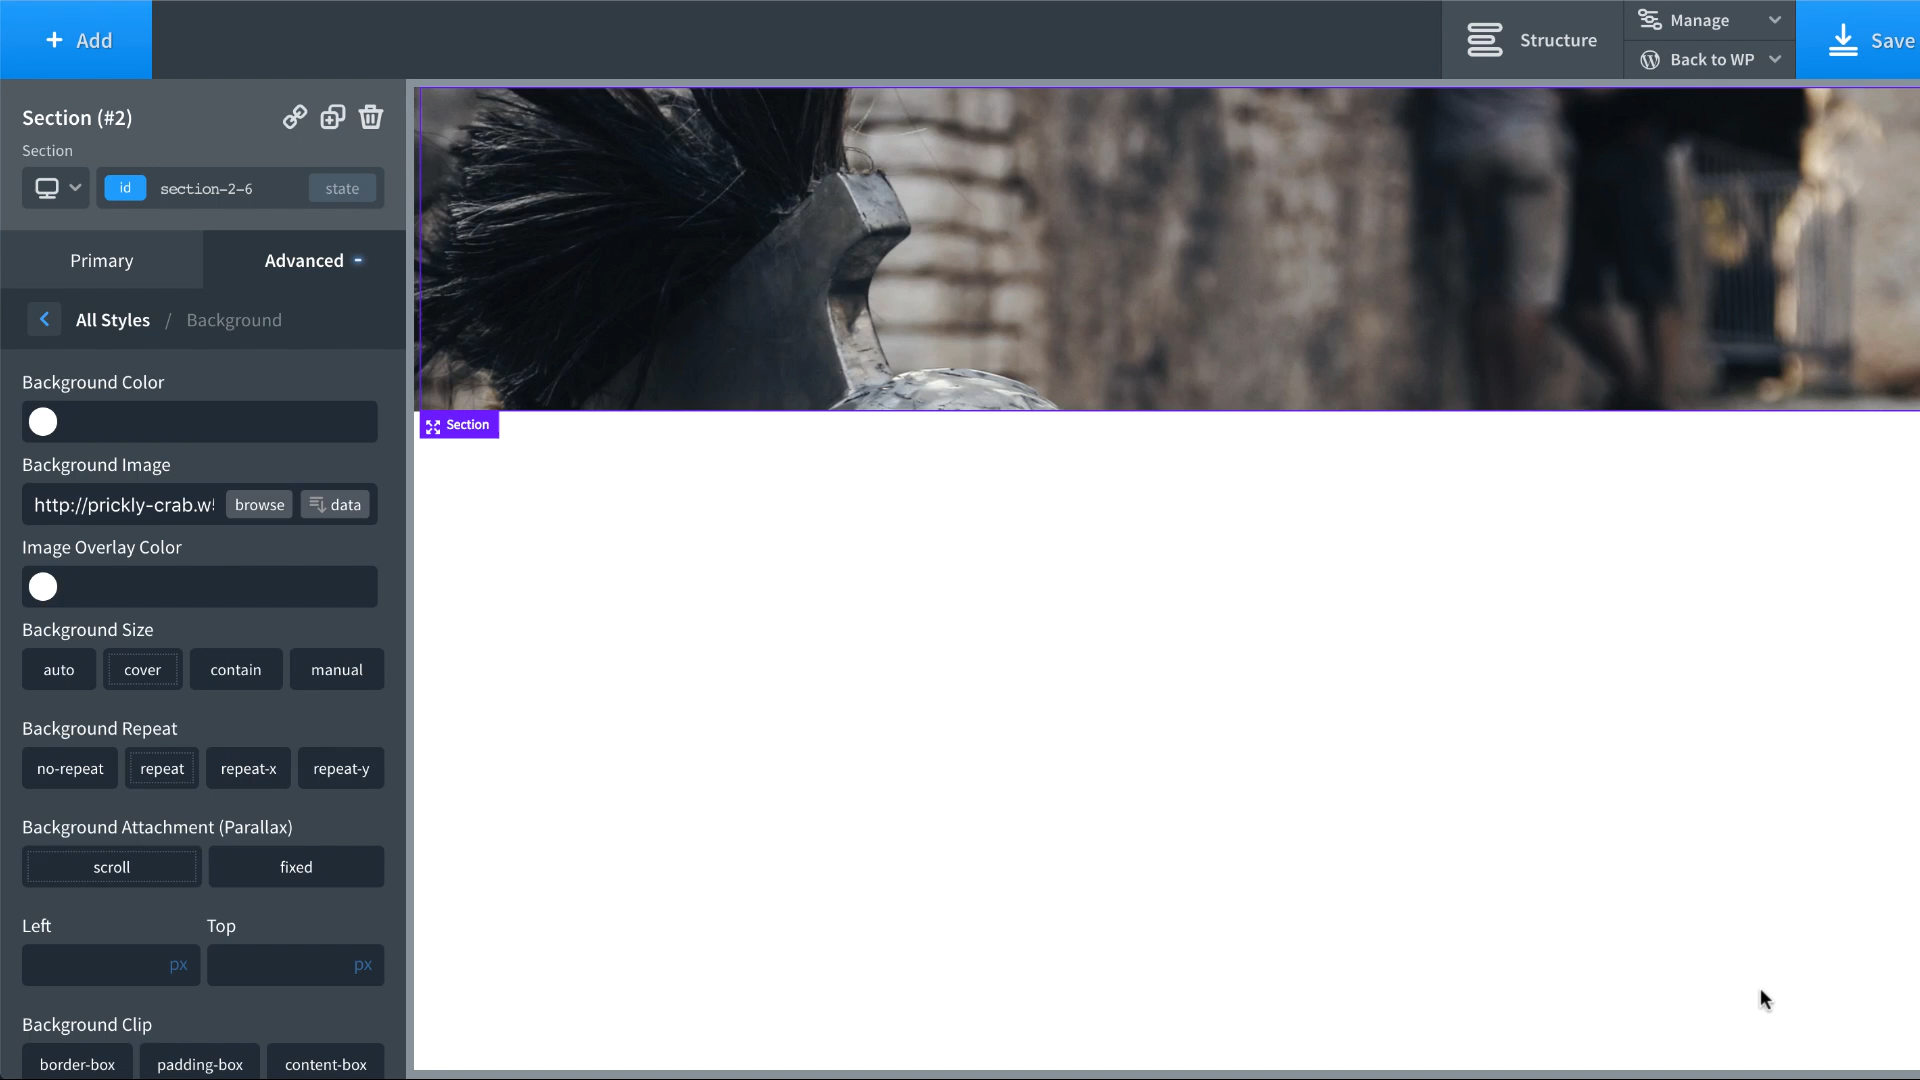 + Add
Structure
Manage
Back to WP
Save
Section (#2)
Section
id section-2-6 state
Primary
Advanced
All Styles / Background
Background Color
Background Image
http://prickly-crab.w browse data
Image Overlay Color
Background Size
auto cover contain manual
Background Repeat
no-repeat repeat repeat-x repeat-y
Background Attachment (Parallax)
scroll fixed
Left Top
px px
Background Clip
border-box padding-box content-box
Section